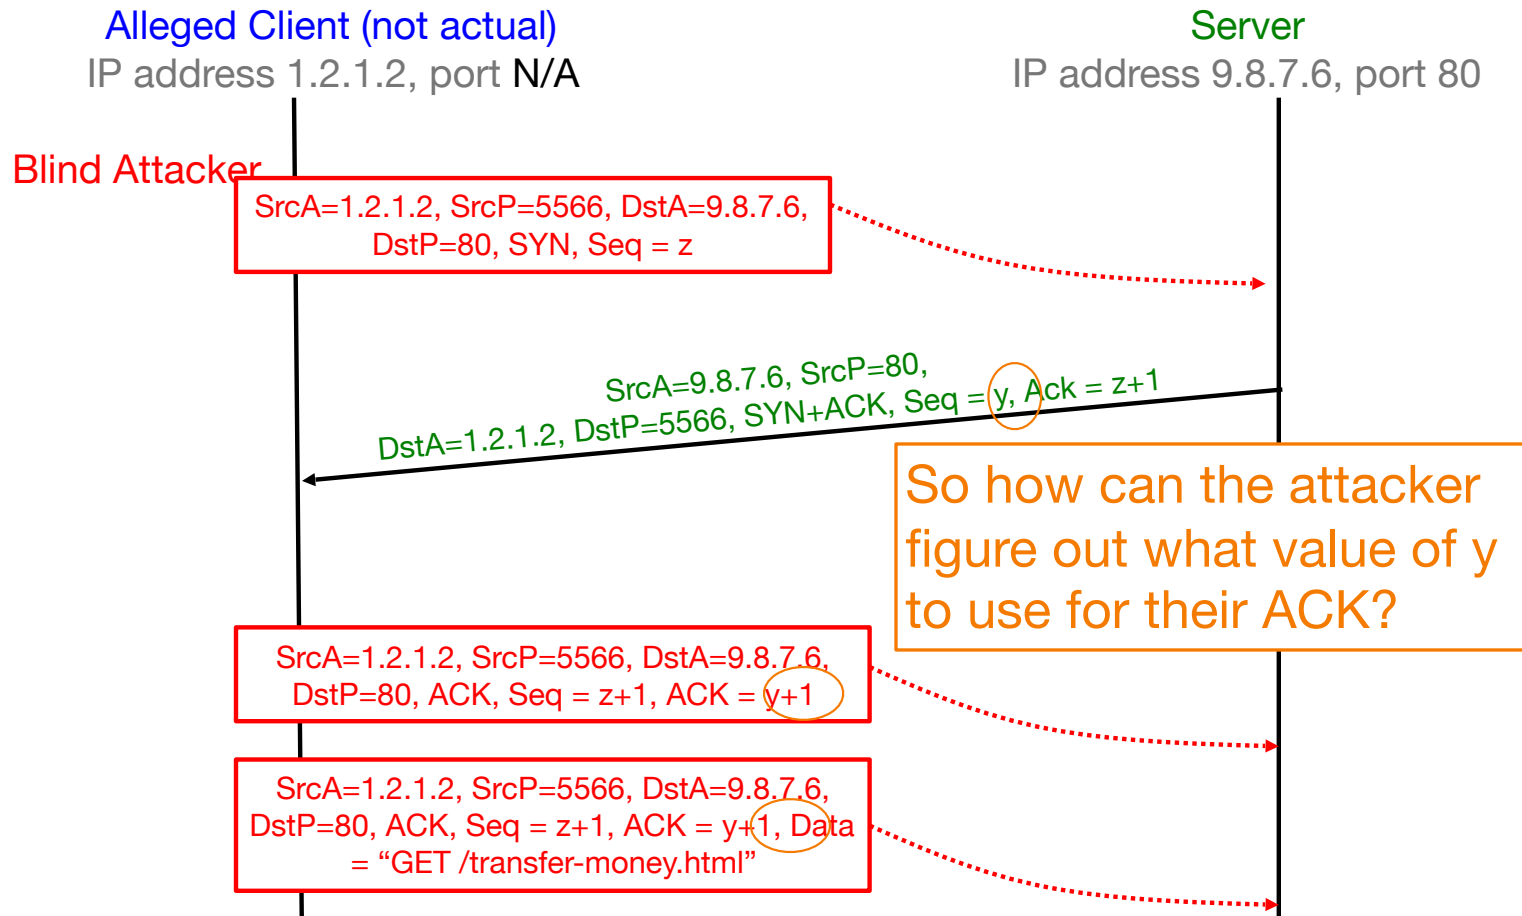 Alleged Client (not actual)
IP address 1.2.1.2, port N/A
Server
IP address 9.8.7.6, port 80
Blind Attacker
SrcA=1.2.1.2, SrcP=5566, DstA=9.8.7.6,
DstP=80, SYN, Seq = z
SrcA=9.8.7.6, SrcP=80,
DstA=1.2.1.2, DstP=5566, SYN+ACK, Seq = y, Ack = z+1
So how can the attacker
figure out what value of y
to use for their ACK?
SrcA=1.2.1.2, SrcP=5566, DstA=9.8.7.6,
DstP=80, ACK, Seq = z+1, ACK = y+1
SrcA=1.2.1.2, SrcP=5566, DstA=9.8.7.6,
DstP=80, ACK, Seq = z+1, ACK = y+1, Data
= “GET /transfer-money.html”